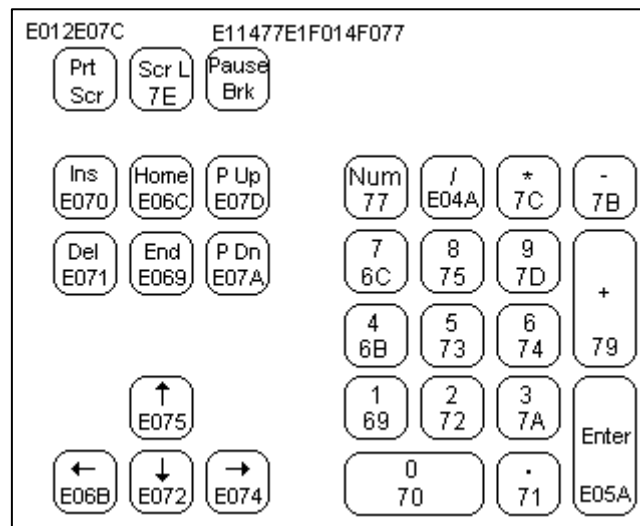 E012E07C E11477E1F014F077
Prt Scr L Pause
Scr 7E Brk
Ins Home P Up Num / * -
E070 E06C E07D 77 E04A 7C 7B
Del End P Dn 7 8 9
E071 E069 E07A 6C 75 7D
+
4 5 6
6B 73 74 79
↑ 1 2 3
E075 69 72 7A
Enter
← ↓ → 0 .
E06B E072 E074 70 71 E05A